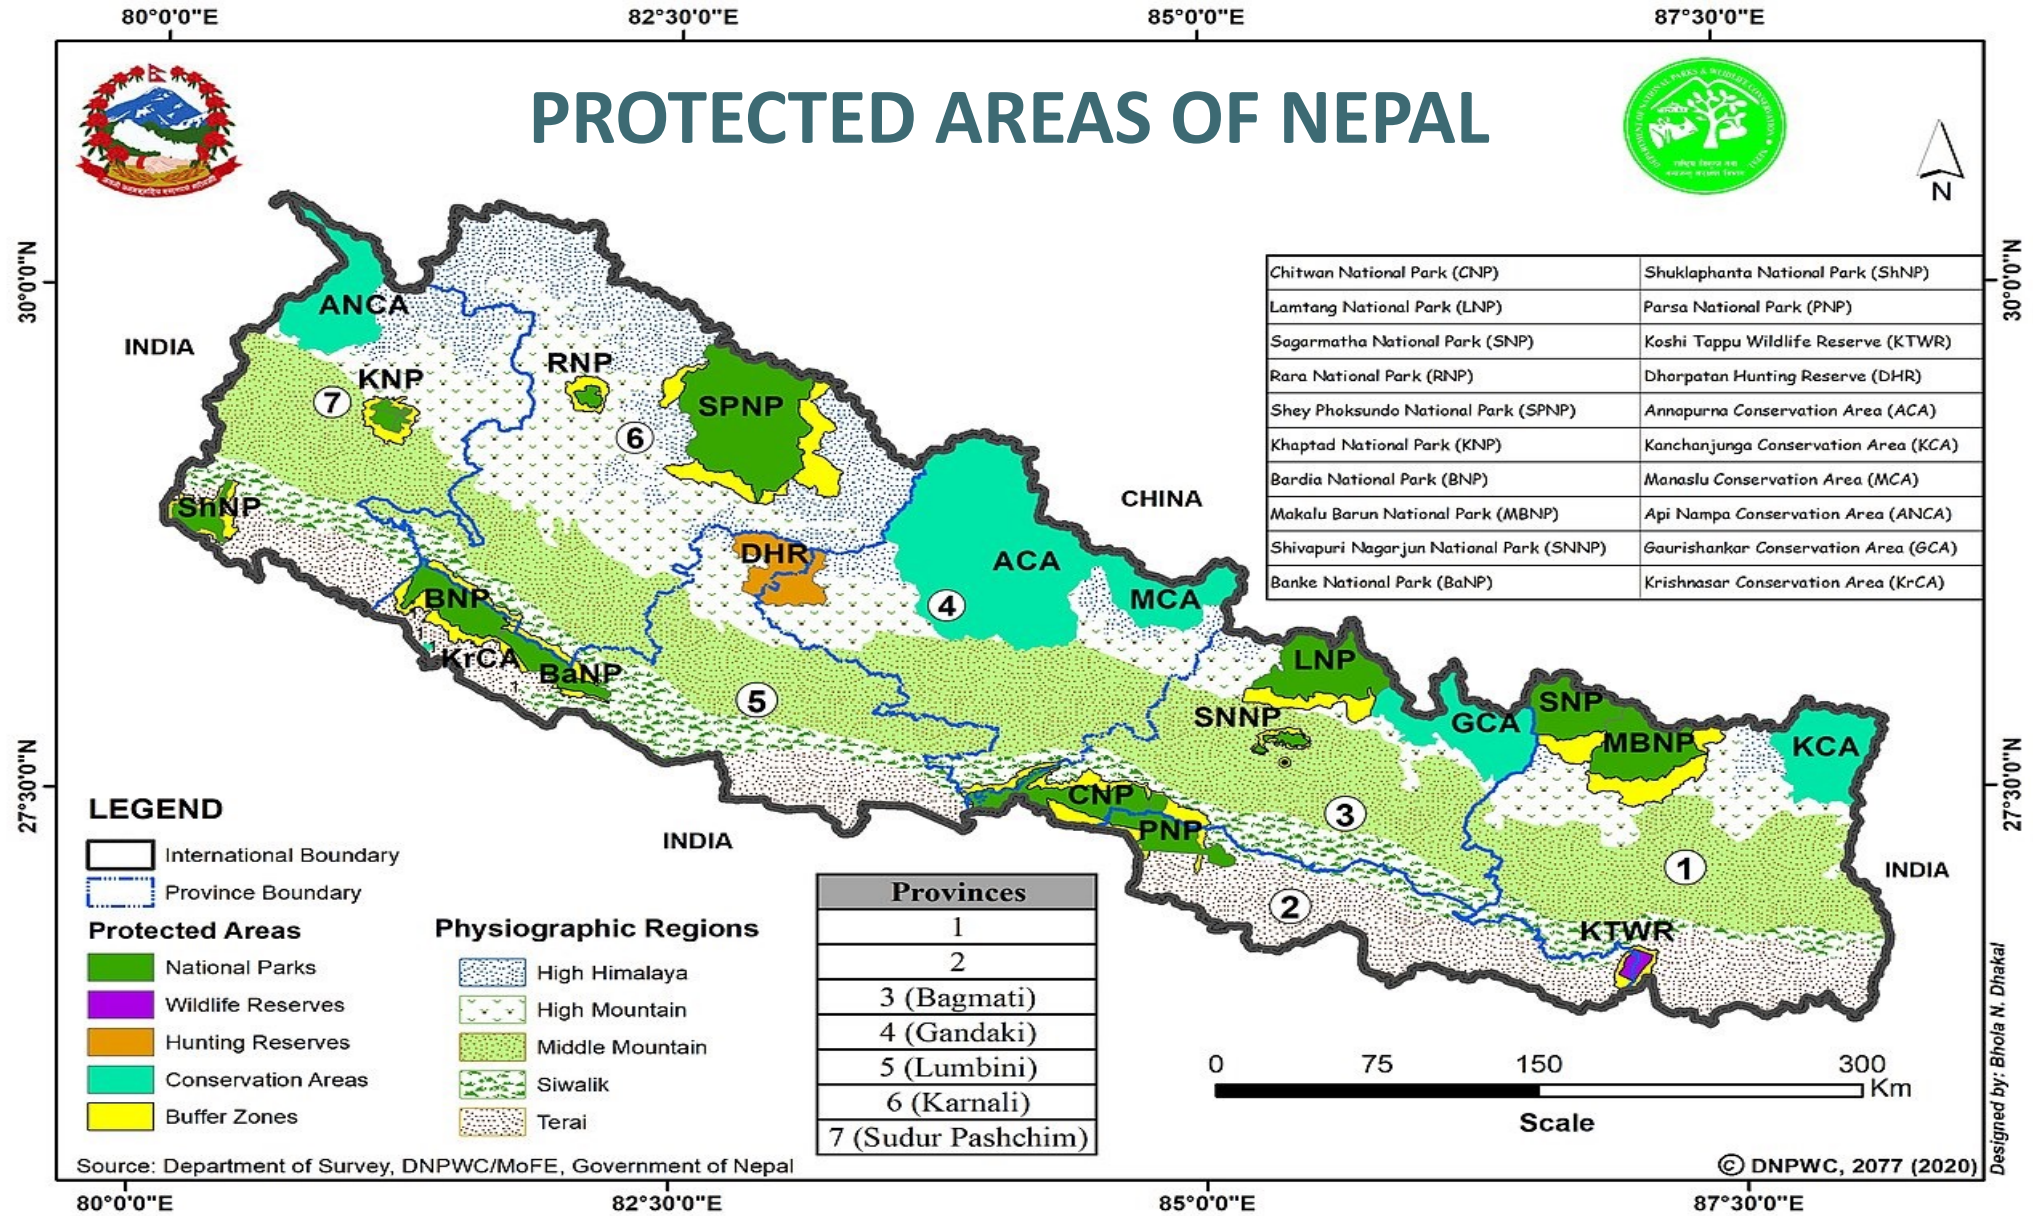 80°0'0"E 82°30'0"E 85°0'0"E 87°30'0"E
PROTECTED AREAS OF NEPAL
DEPARTMENT OF NATIONAL PARKS & WILDLIFE CONSERVATION NEPAL
N
30°0'0"N
30°0'0"N
Chitwan National Park (CNP) Shuklaphanta National Park (ShNP)
Lamtang National Park (LNP) Parsa National Park (PNP)
Sagarmatha National Park (SNP) Koshi Tappu Wildlife Reserve (KTWR)
Rara National Park (RNP) Dhorpatan Hunting Reserve (DHR)
Shey Phoksundo National Park (SPNP) Annapurna Conservation Area (ACA)
Khaptad National Park (KNP) Kanchanjunga Conservation Area (KCA)
Bardia National Park (BNP) Manaslu Conservation Area (MCA)
Makalu Barun National Park (MBNP) Api Nampa Conservation Area (ANCA)
Shivapuri Nagarjun National Park (SNNP) Gaurishankar Conservation Area (GCA)
Banke National Park (BaNP) Krishnasar Conservation Area (KrCA)
ANCA
INDIA
RNP
KNP
7
SPNP
6
CHINA
ShNP
DHR
ACA
BNP
4
MCA
1
KrCA
1
BaNP
5
LNP
SNNP
SNP
GCA
MBNP
KCA
CNP
3
PNP
INDIA
1
INDIA
2
KTWR
27°30'0"N
27°30'0"N
LEGEND
International Boundary
Province Boundary
Protected Areas
National Parks
Wildlife Reserves
Hunting Reserves
Conservation Areas
Buffer Zones
Physiographic Regions
High Himalaya
High Mountain
Middle Mountain
Siwalik
Terai
Provinces
1
2
3 (Bagmati)
4 (Gandaki)
5 (Lumbini)
6 (Karnali)
7 (Sudur Pashchim)
0 75 150 300
Km
Scale
Source: Department of Survey, DNPWC/MoFE, Government of Nepal
© DNPWC, 2077 (2020)
Designed by: Bhola N. Dhakal
80°0'0"E 82°30'0"E 85°0'0"E 87°30'0"E